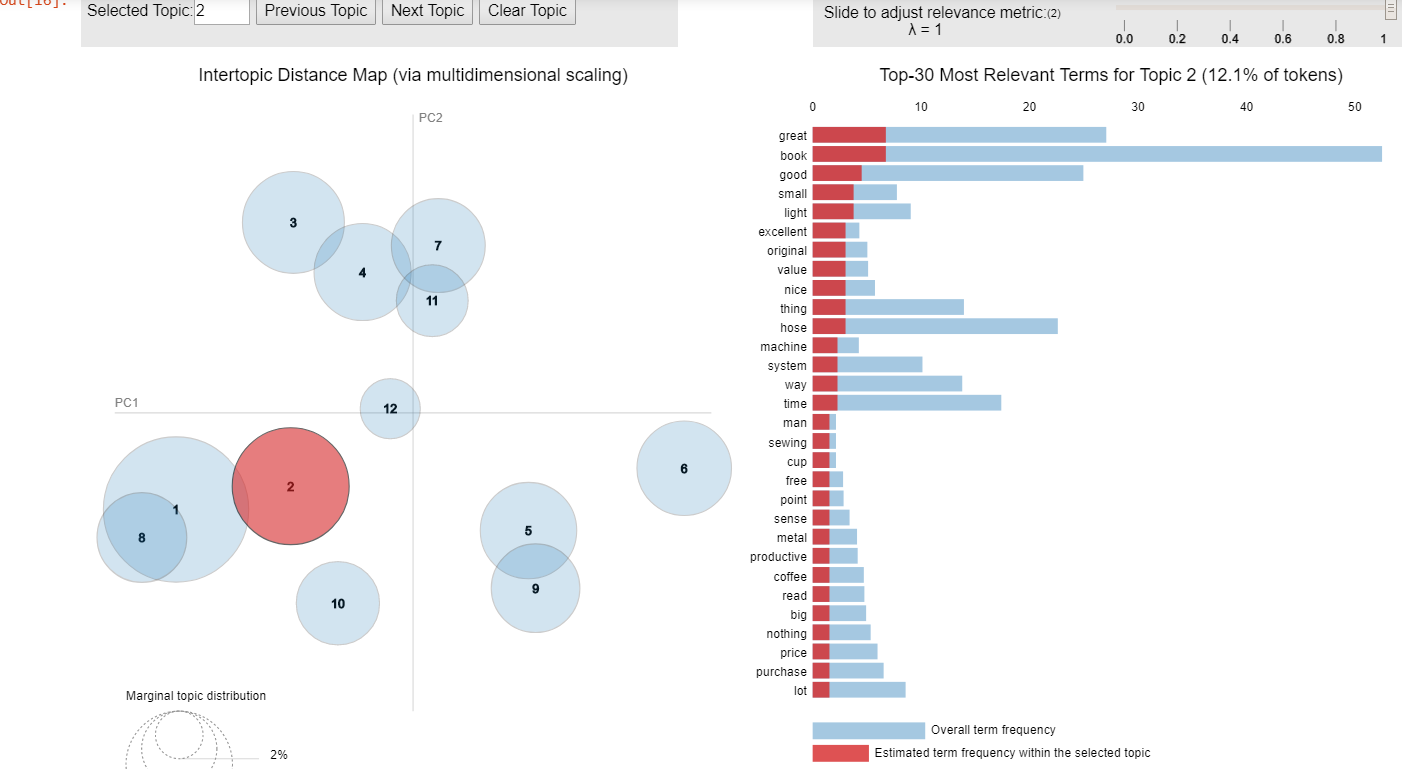 Out[16]:
Selected Topic: 2 Previous Topic Next Topic Clear Topic
Slide to adjust relevance metric:(2)
λ = 1
0.0 0.2 0.4 0.6 0.8 1
Intertopic Distance Map (via multidimensional scaling)
PC2
3
7
4
11
12
PC1
6
2
1
5
8
9
10
Marginal topic distribution
2%
Top-30 Most Relevant Terms for Topic 2 (12.1% of tokens)
0 10 20 30 40 50
great
book
good
small
light
excellent
original
value
nice
thing
hose
machine
system
way
time
man
sewing
cup
free
point
sense
metal
productive
coffee
read
big
nothing
price
purchase
lot
Overall term frequency
Estimated term frequency within the selected topic